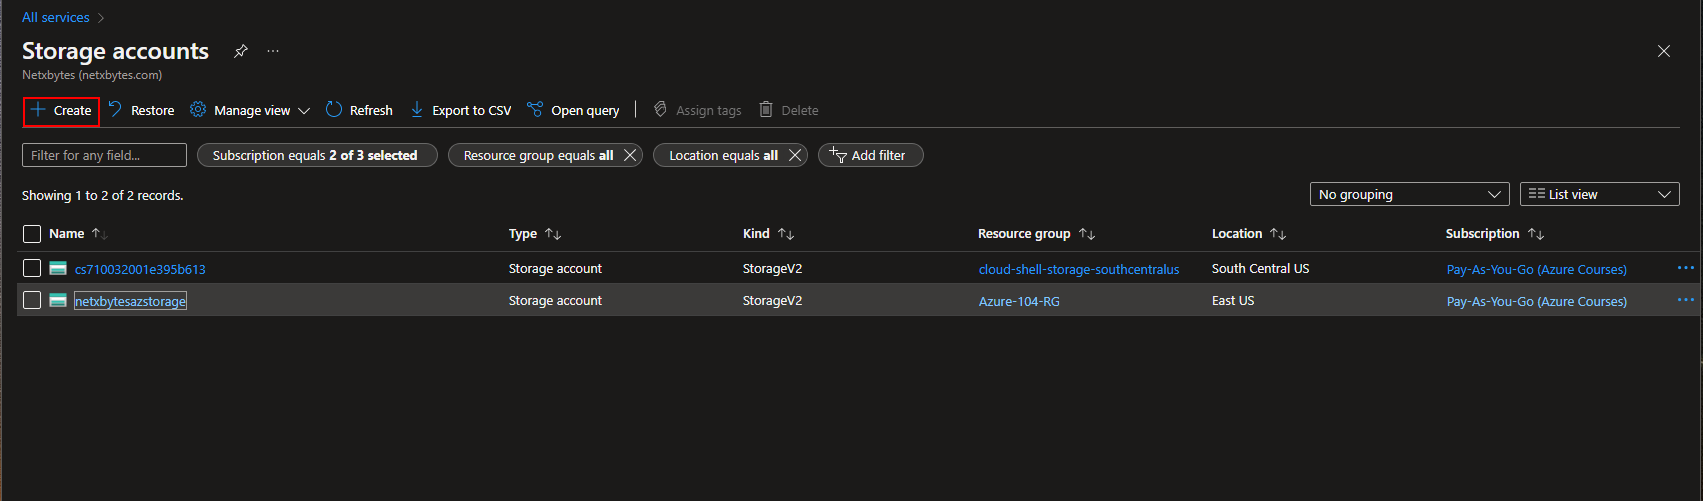 All services
Storage accounts
Netxbytes (netxbytes.com)
Create Restore Manage view Refresh Export to CSV Open query Assign tags Delete
Filter for any field... Subscription equals 2 of 3 selected Resource group equals all Location equals all Add filter
Showing 1 to 2 of 2 records. No grouping List view
Name Type Kind Resource group Location Subscription
cs710032001e395b613 Storage account StorageV2 cloud-shell-storage-southcentralus South Central US Pay-As-You-Go (Azure Courses)
netxbytesazstorage Storage account StorageV2 Azure-104-RG East US Pay-As-You-Go (Azure Courses)